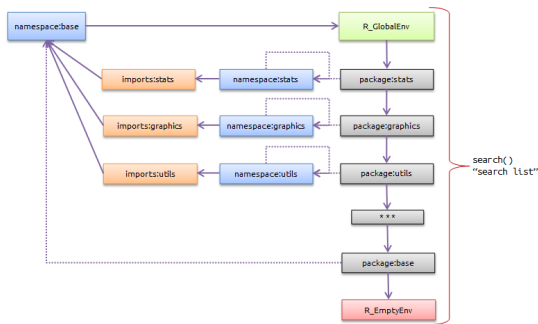 namespace:base
R_GlobalEnv
imports:stats
namespace:stats
package:stats
imports:graphics
namespace:graphics
package:graphics
search()
"search list"
imports:utils
namespace:utils
package:utils
***
package:base
R_EmptyEnv